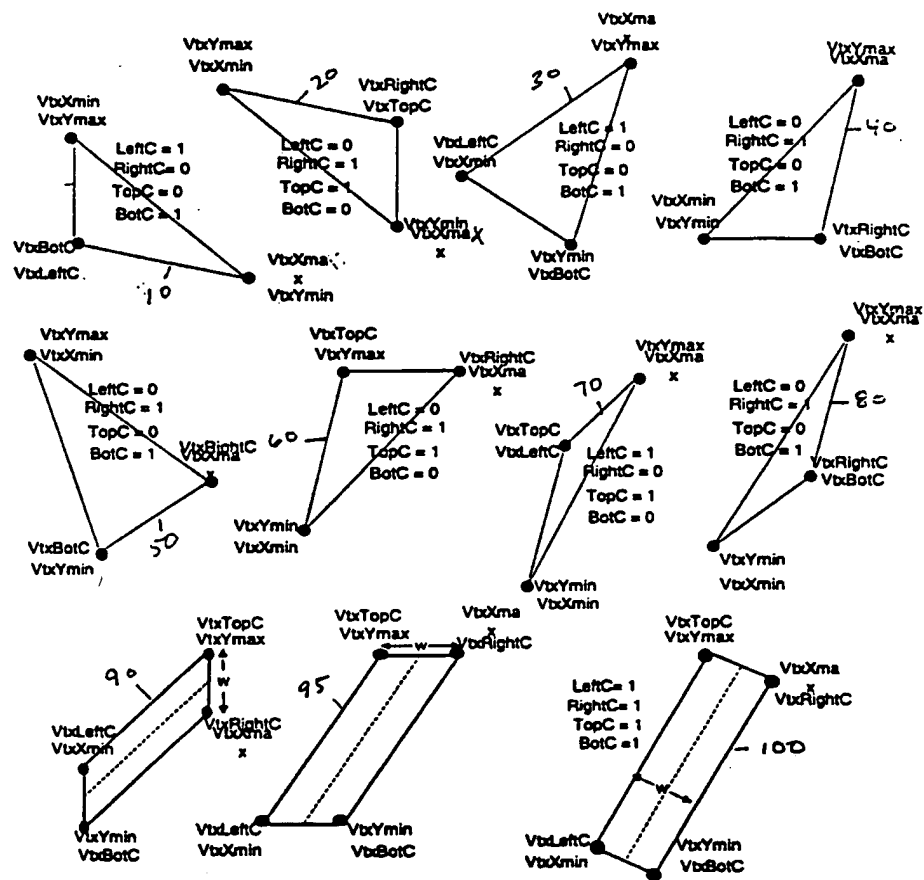 VtxXmin
VtxYmax
LeftC = 1
RightC= 0
TopC = 0
BotC = 1
VtxBotC
VtxLeftC
VtxXma
x
VtxYmin
10
VtxYmax
VtxXmin
20
VtxRightC
VtxTopC
LeftC = 0
RightC = 1
TopC = 1
BotC = 0
VtxYmin
VtxXma X
x
VtxXma
x
VtxYmax
30
VtxLeftC
VtxXmin
LeftC = 1
RightC = 0
TopC = 0
BotC = 1
VtxYmin
VtxBotC
VtxYmax
VtxXma
40
LeftC = 0
RightC = 1
TopC = 0
BotC = 1
VtxXmin
VtxYmin
VtxRightC
VtxBotC
VtxYmax
VtxXmin
LeftC = 0
RightC = 1
TopC = 0
BotC = 1
VtxRightC
VtxXma
x
VtxBotC
VtxYmin
50
VtxTopC
VtxYmax
VtxRightC
VtxXma
x
60
LeftC = 0
RightC = 1
TopC = 1
BotC = 0
VtxYmin
VtxXmin
VtxYmax
VtxXma
x
70
VtxTopC
VtxLeftC
LeftC = 1
RightC = 0
TopC = 1
BotC = 0
VtxYmin
VtxXmin
VtxYmax
VtxXma
x
80
LeftC = 0
RightC = 1
TopC = 0
BotC = 1
VtxRightC
VtxBotC
VtxYmin
VtxXmin
VtxTopC
VtxYmax
90
w
VtxLeftC
VtxXmin
VtxRightC
VtxXma
x
VtxYmin
VtxBotC
VtxTopC
VtxYmax
w
VtxXma
x
VtxRightC
95
VtxLeftC
VtxXmin
VtxYmin
VtxBotC
VtxTopC
VtxYmax
LeftC= 1
RightC= 1
TopC = 1
BotC =1
VtxXma
x
VtxRightC
100
w
VtxLeftC
VtxXmin
VtxYmin
VtxBotC